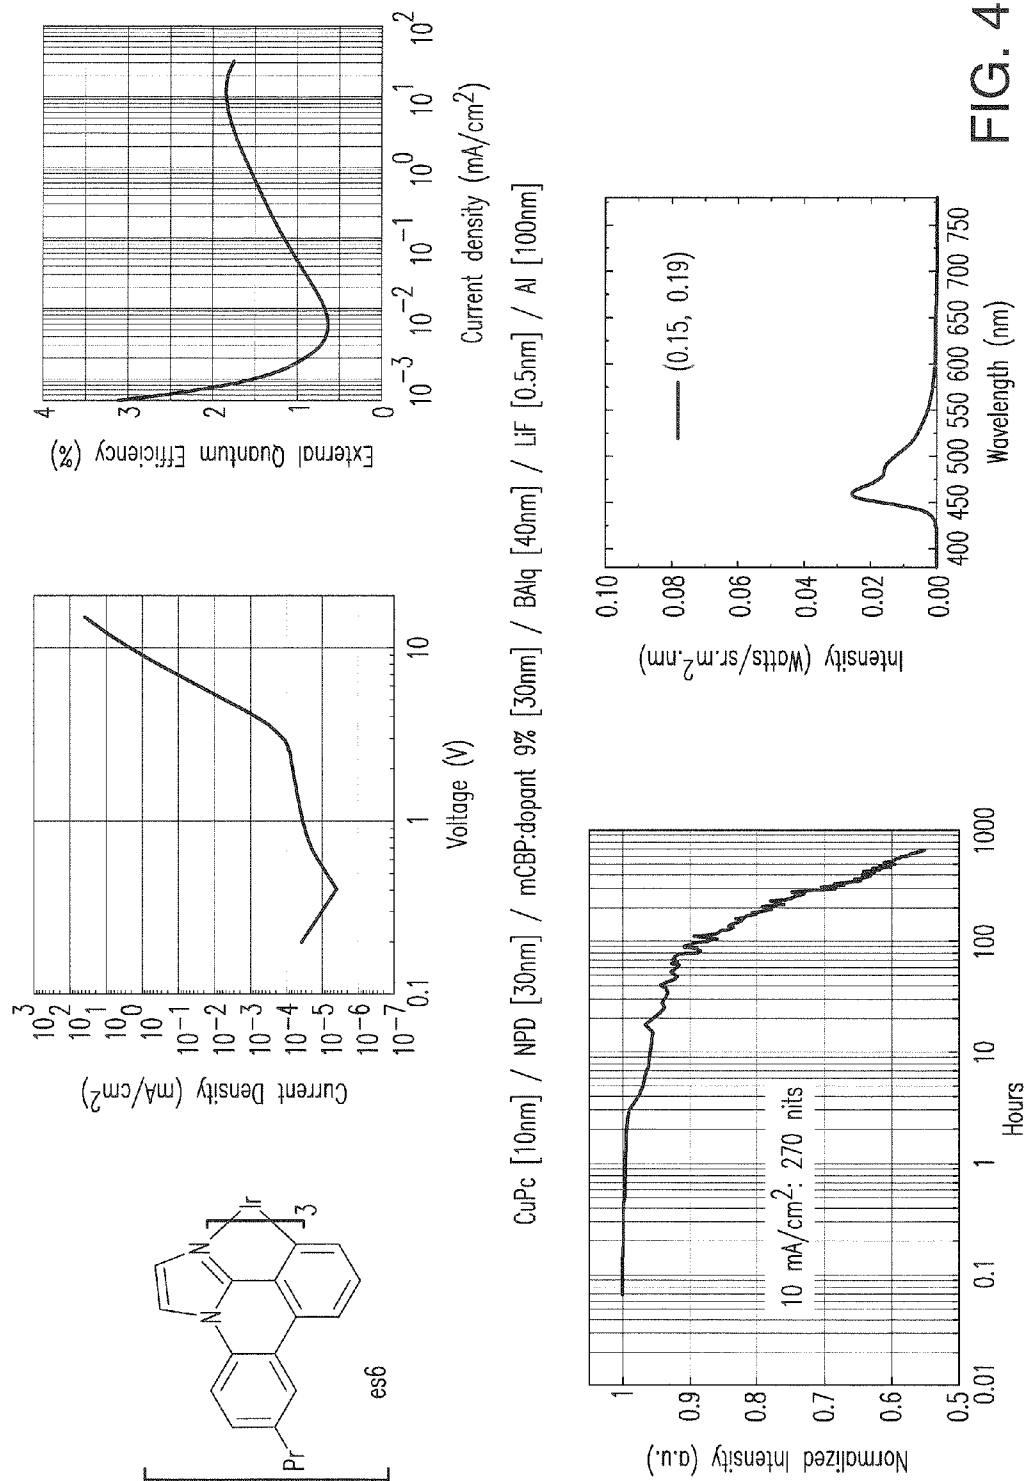 Pr
N
N
Ir
3
es6
Current Density (mA/cm2)
10 3
10 2
10 1
10 0
10-1
10-2
10-3
10-4
10-5
10-6
10-7
0.1
1
10
Voltage (V)
External Quantum Efficiency (%)
4
3
2
1
0
10-3
10-2
10-1
10 0
10 1
10 2
Current density (mA/cm2)
CuPc [10nm] / NPD [30nm] / mCBP:dopant 9% [30nm] / BAlq [40nm] / LiF [0.5nm] / Al [100nm]
Normalized Intensity (a.u.)
1
0.9
0.8
0.7
0.6
0.5
10 mA/cm2: 270 nits
0.01
0.1
1
10
100
1000
Hours
Intensity (Watts/sr.m2.nm)
0.10
0.08
0.06
0.04
0.02
0.00
(0.15, 0.19)
400 450 500 550 600 650 700 750
Wavelength (nm)
FIG. 4